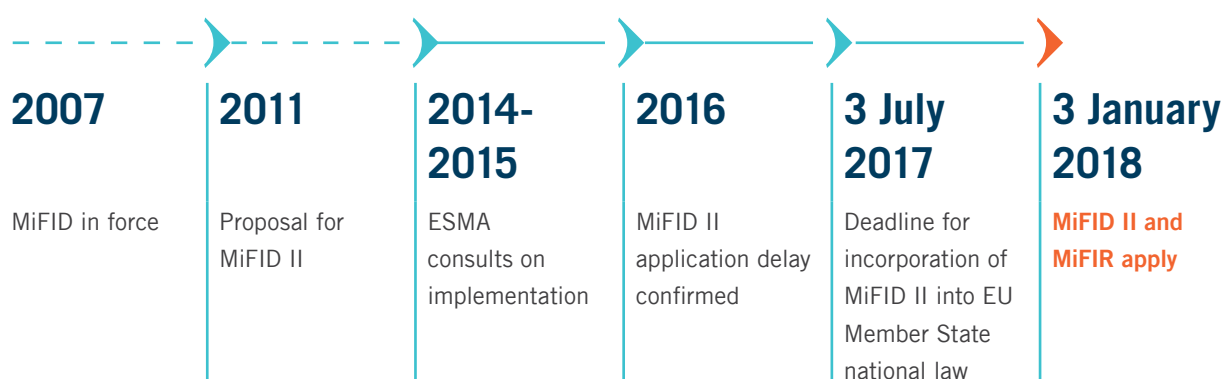 2007
MiFID in force
2011
Proposal for
MiFID II
2014-
2015
ESMA
consults on
implementation
2016
MiFID II
application delay
confirmed
3 July
2017
Deadline for
incorporation of
MiFID II into EU
Member State
national law
3 January
2018
MiFID II and
MiFIR apply